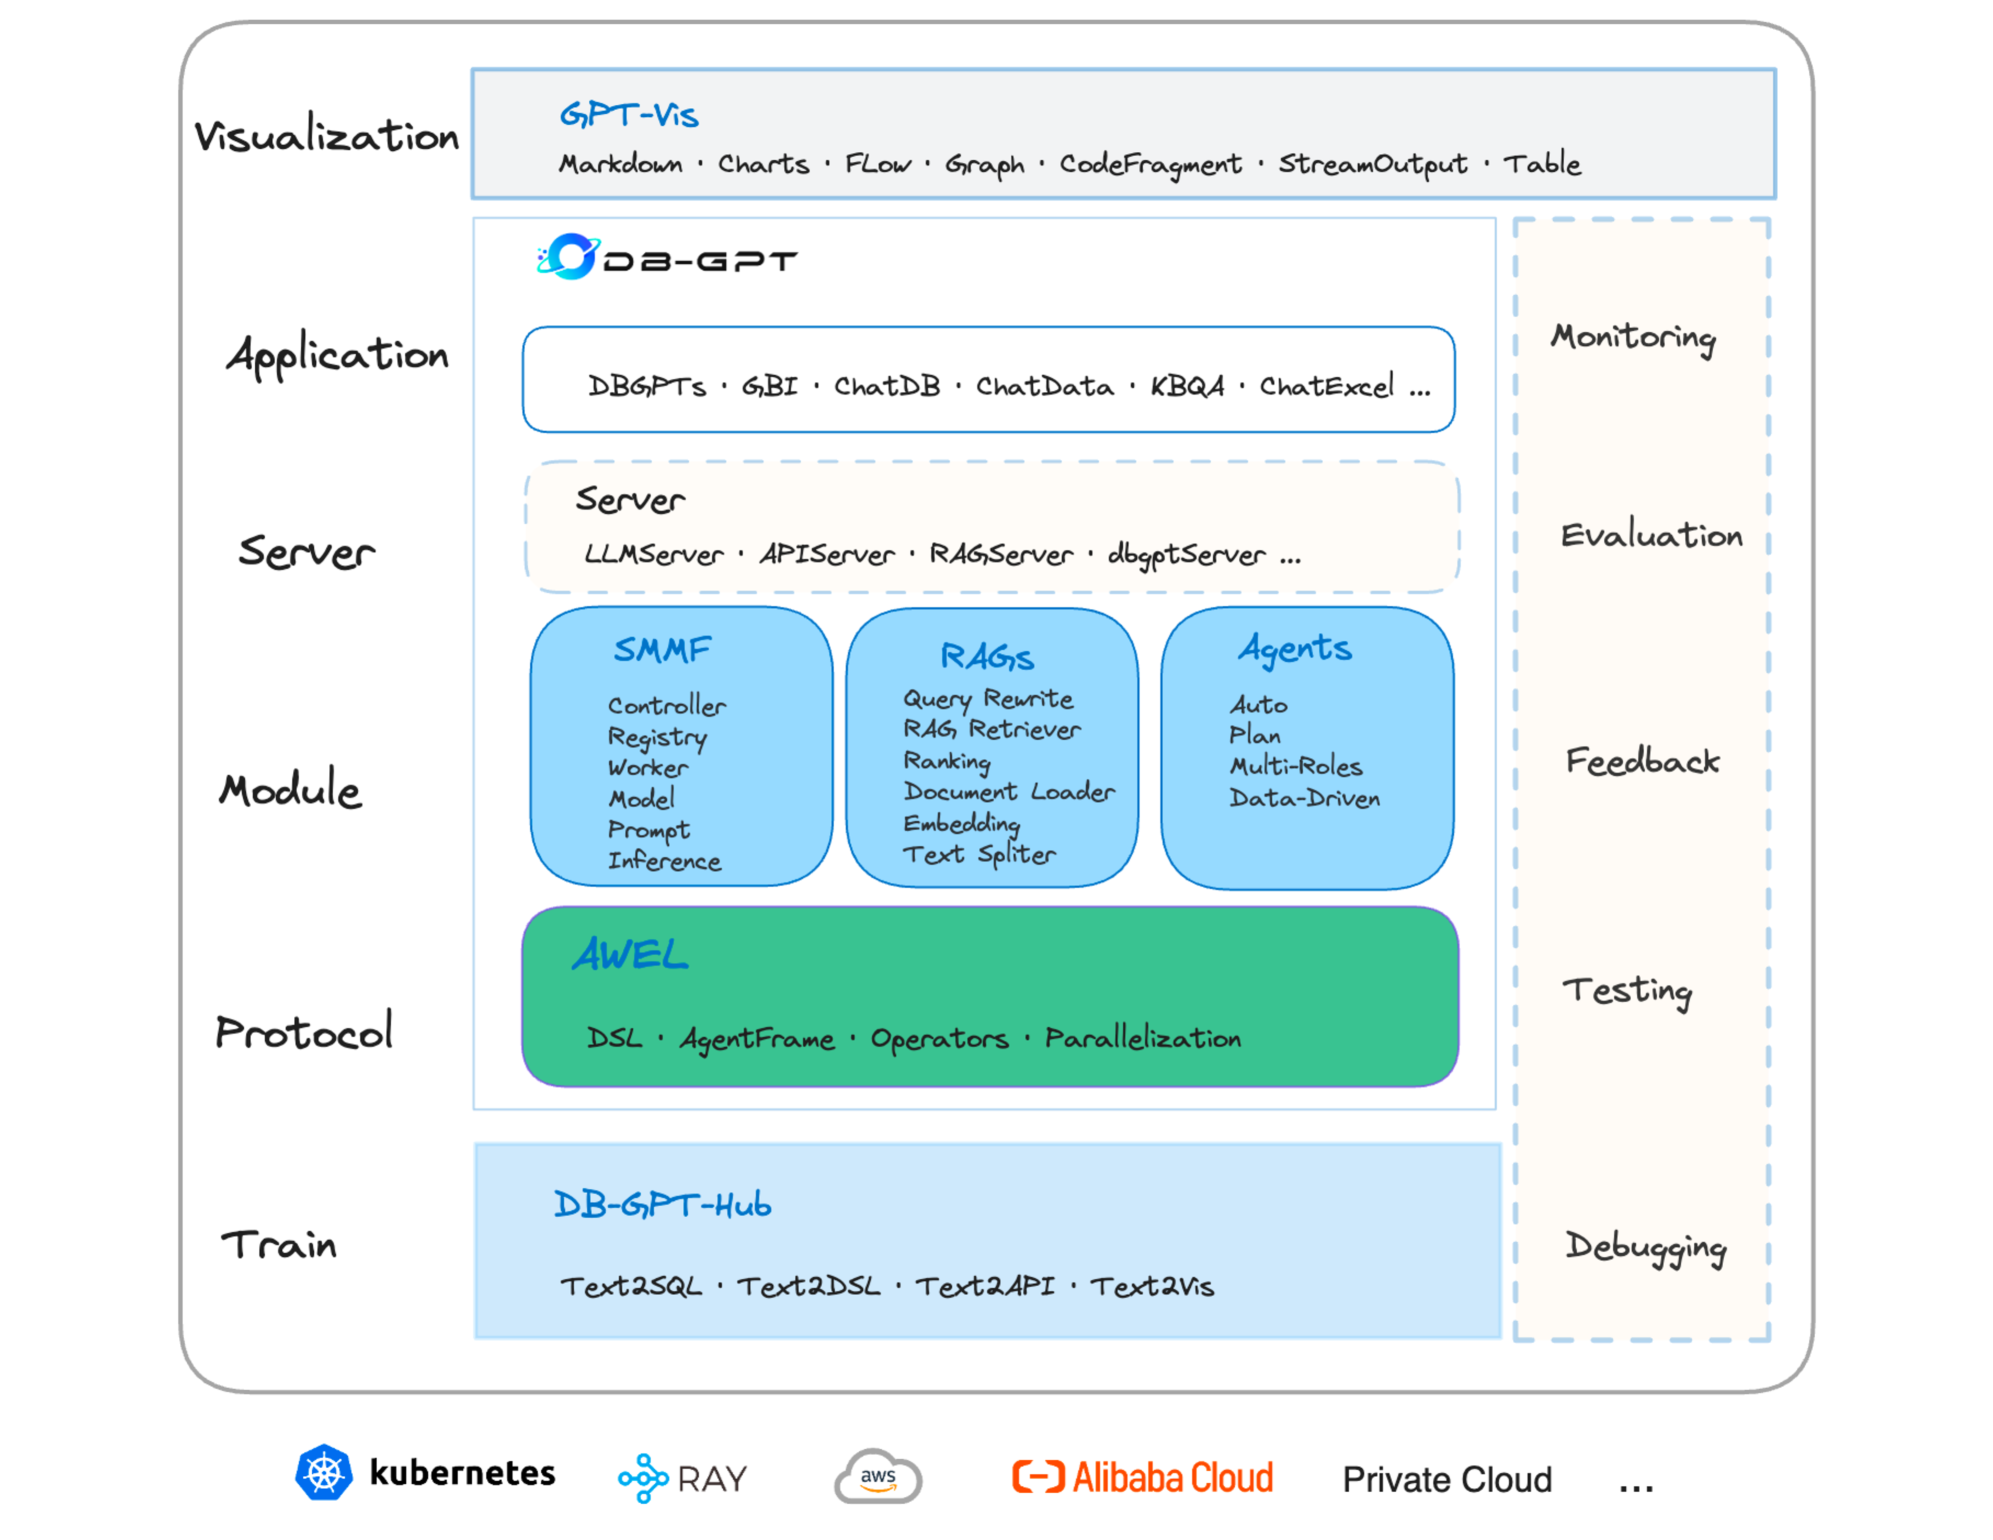 Visualization
GPT-Vis
Markdown · Charts · FLow · Graph · CodeFragment · StreamOutput · Table
DB-GPT
Application
DBGPTs · GBI · ChatDB · ChatData · KBQA · ChatExcel ...
Server
Server
LLMServer · APIServer · RAGServer · dbgptServer ...
Module
SMMF
Controller
Registry
Worker
Model
Prompt
Inference
RAGs
Query Rewrite
RAG Retriever
Ranking
Document Loader
Embedding
Text Spliter
Agents
Auto
Plan
Multi-Roles
Data-Driven
Protocol
AWEL
DSL · AgentFrame · Operators · Parallelization
Train
DB-GPT-Hub
Text2SQL · Text2DSL · Text2API · Text2Vis
Monitoring
Evaluation
Feedback
Testing
Debugging
kubernetes
RAY
aws
Alibaba Cloud
Private Cloud
...